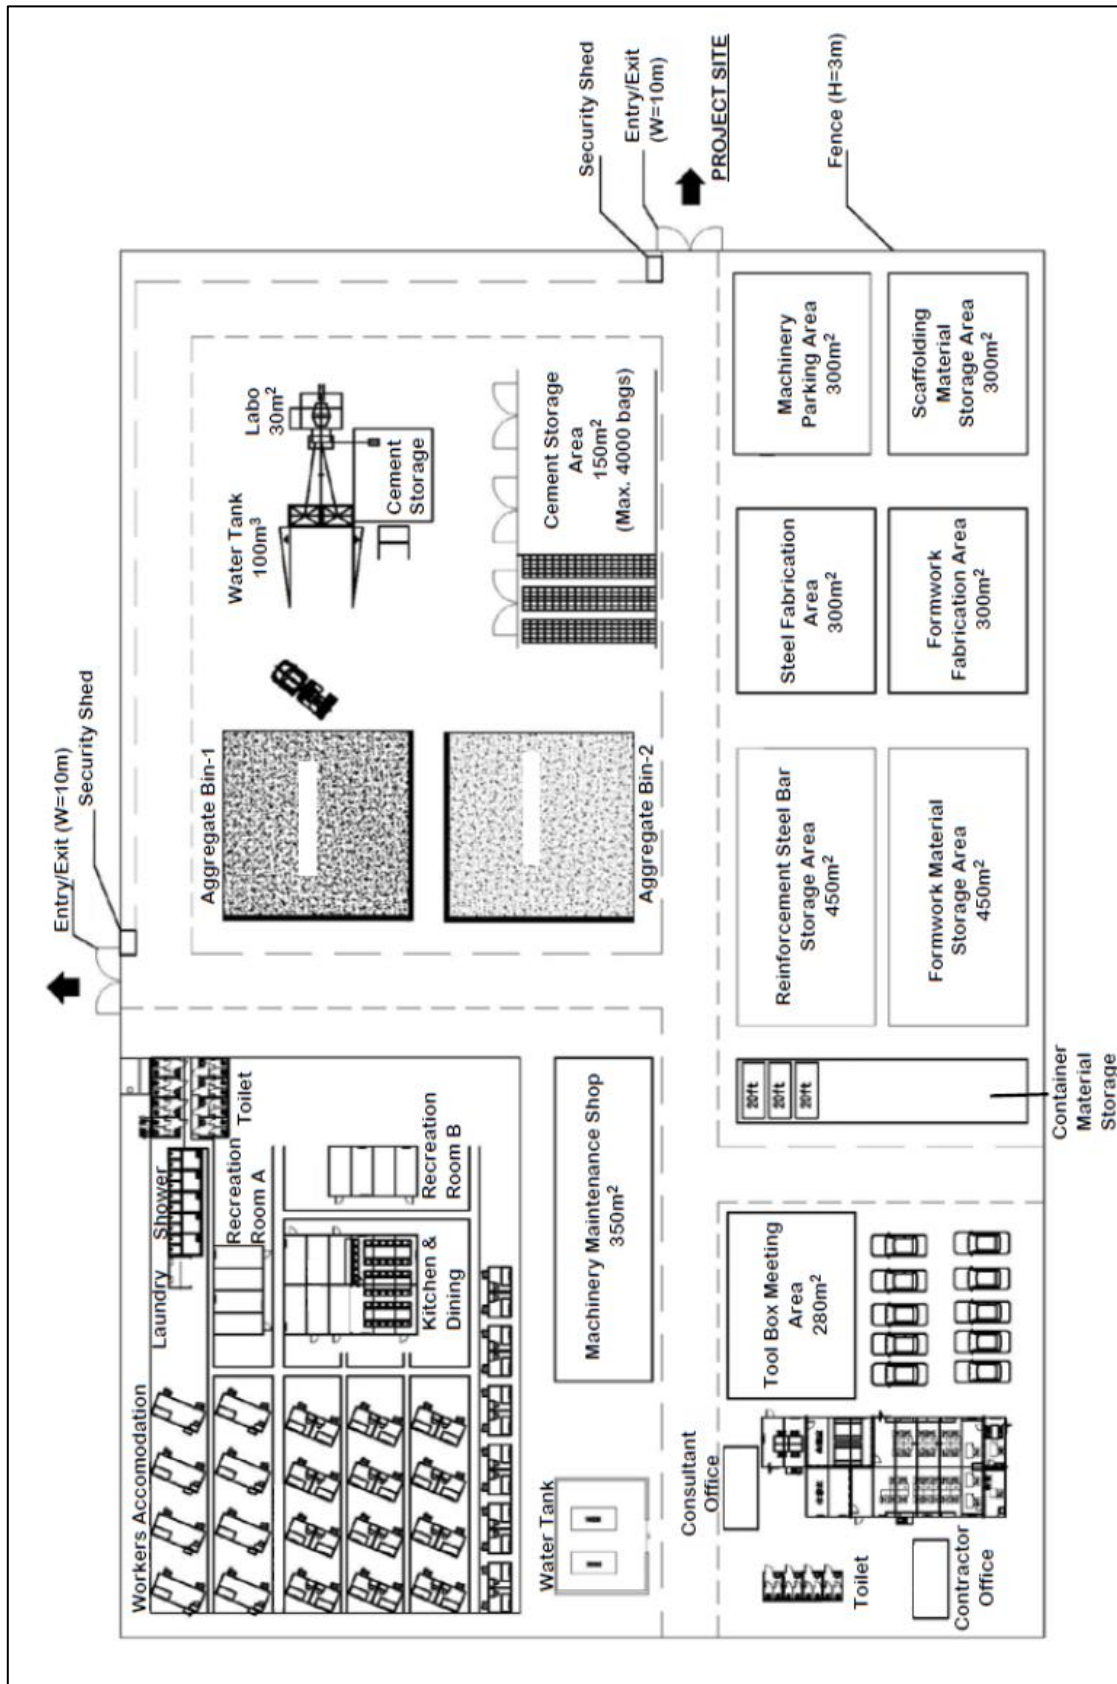 Entry/Exit (W=10m)
Security Shed
Security Shed
Entry/Exit
(W=10m)
PROJECT SITE
Fence (H=3m)
Workers Accomodation
Laundry
Shower
Toilet
Recreation
Room A
Kitchen &
Dining
Recreation
Room B
Water Tank
Machinery Maintenance Shop
350m²
Aggregate Bin-1
Aggregate Bin-2
Water Tank
100m³
Labo
30m²
Cement
Storage
Cement Storage
Area
150m²
(Max. 4000 bags)
Consultant
Office
Toilet
Contractor
Office
Tool Box Meeting
Area
280m²
20ft
20ft
20ft
Container
Material
Storage
Reinforcement Steel Bar
Storage Area
450m²
Formwork Material
Storage Area
450m²
Steel Fabrication
Area
300m²
Formwork
Fabrication Area
300m²
Machinery
Parking Area
300m²
Scaffolding
Material
Storage Area
300m²